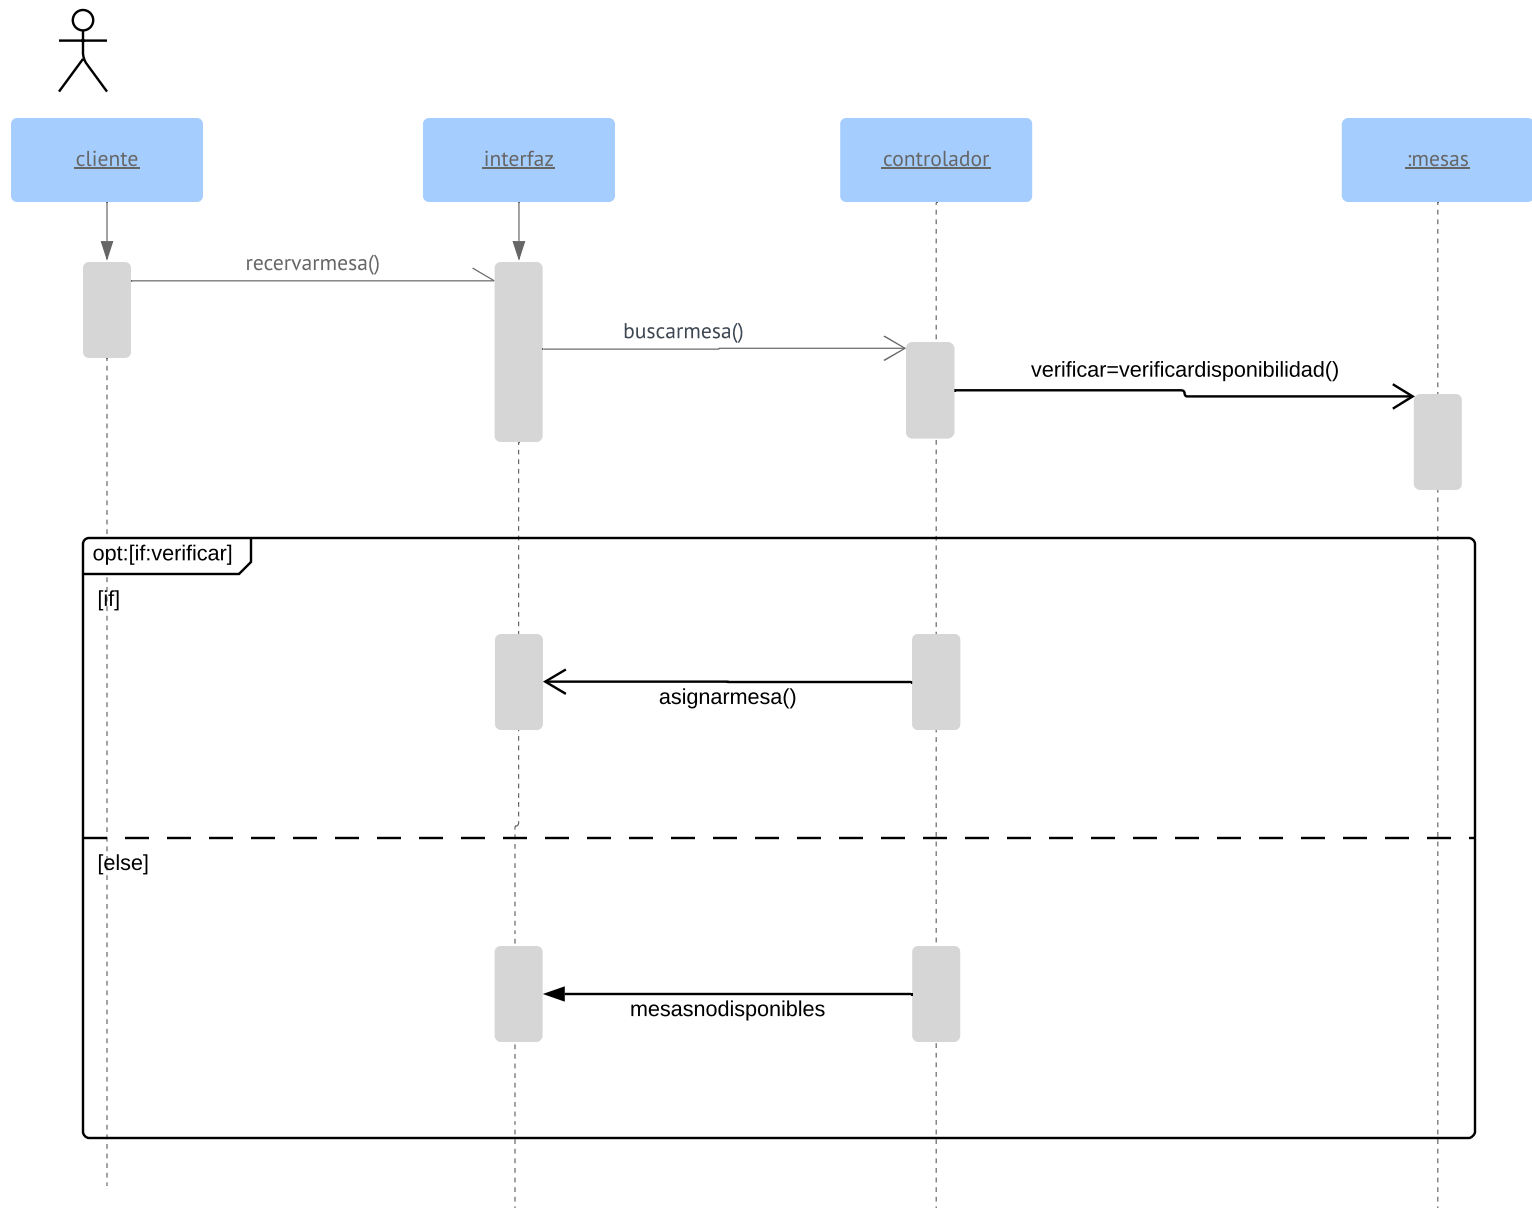 cliente
interfaz
controlador
:mesas
recervarmesa()
buscarmesa()
verificar=verificardisponibilidad()
opt:[if:verificar]
[if]
asignarmesa()
[else]
mesasnodisponibles